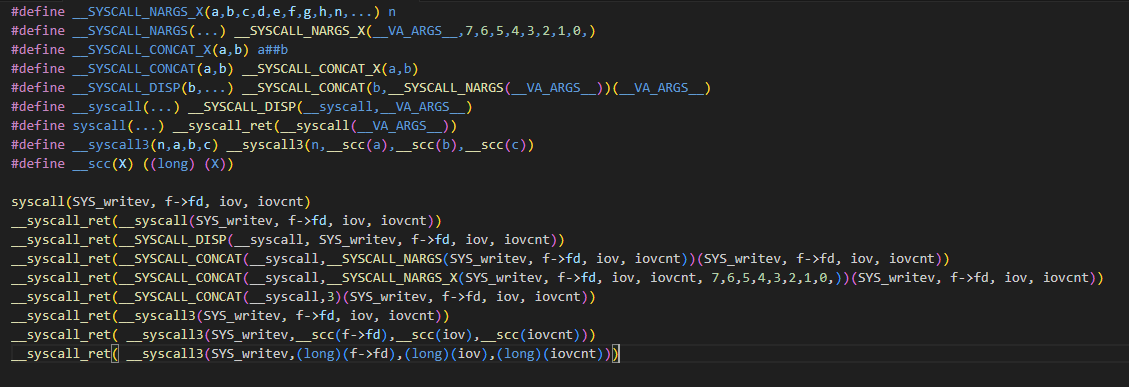 #define __SYSCALL_NARGS_X(a,b,c,d,e,f,g,h,n,...) n
#define __SYSCALL_NARGS(...) __SYSCALL_NARGS_X(__VA_ARGS__,7,6,5,4,3,2,1,0,)
#define __SYSCALL_CONCAT_X(a,b) a##b
#define __SYSCALL_CONCAT(a,b) __SYSCALL_CONCAT_X(a,b)
#define __SYSCALL_DISP(b,...) __SYSCALL_CONCAT(b,__SYSCALL_NARGS(__VA_ARGS__))(__VA_ARGS__)
#define __syscall(...) __SYSCALL_DISP(__syscall,__VA_ARGS__)
#define syscall(...) __syscall_ret(__syscall(__VA_ARGS__))
#define __syscall3(n,a,b,c) __syscall3(n,__scc(a),__scc(b),__scc(c))
#define __scc(X) ((long) (X))

syscall(SYS_writev, f->fd, iov, iovcnt)
__syscall_ret(__syscall(SYS_writev, f->fd, iov, iovcnt))
__syscall_ret(__SYSCALL_DISP(__syscall, SYS_writev, f->fd, iov, iovcnt))
__syscall_ret(__SYSCALL_CONCAT(__syscall,__SYSCALL_NARGS(SYS_writev, f->fd, iov, iovcnt))(SYS_writev, f->fd, iov, iovcnt))
__syscall_ret(__SYSCALL_CONCAT(__syscall,__SYSCALL_NARGS_X(SYS_writev, f->fd, iov, iovcnt, 7,6,5,4,3,2,1,0,))(SYS_writev, f->fd, iov, iovcnt))
__syscall_ret(__SYSCALL_CONCAT(__syscall,3)(SYS_writev, f->fd, iov, iovcnt))
__syscall_ret(__syscall3(SYS_writev, f->fd, iov, iovcnt))
__syscall_ret( __syscall3(SYS_writev,__scc(f->fd),__scc(iov),__scc(iovcnt)))
__syscall_ret( __syscall3(SYS_writev,(long)(f->fd),(long)(iov),(long)(iovcnt)))